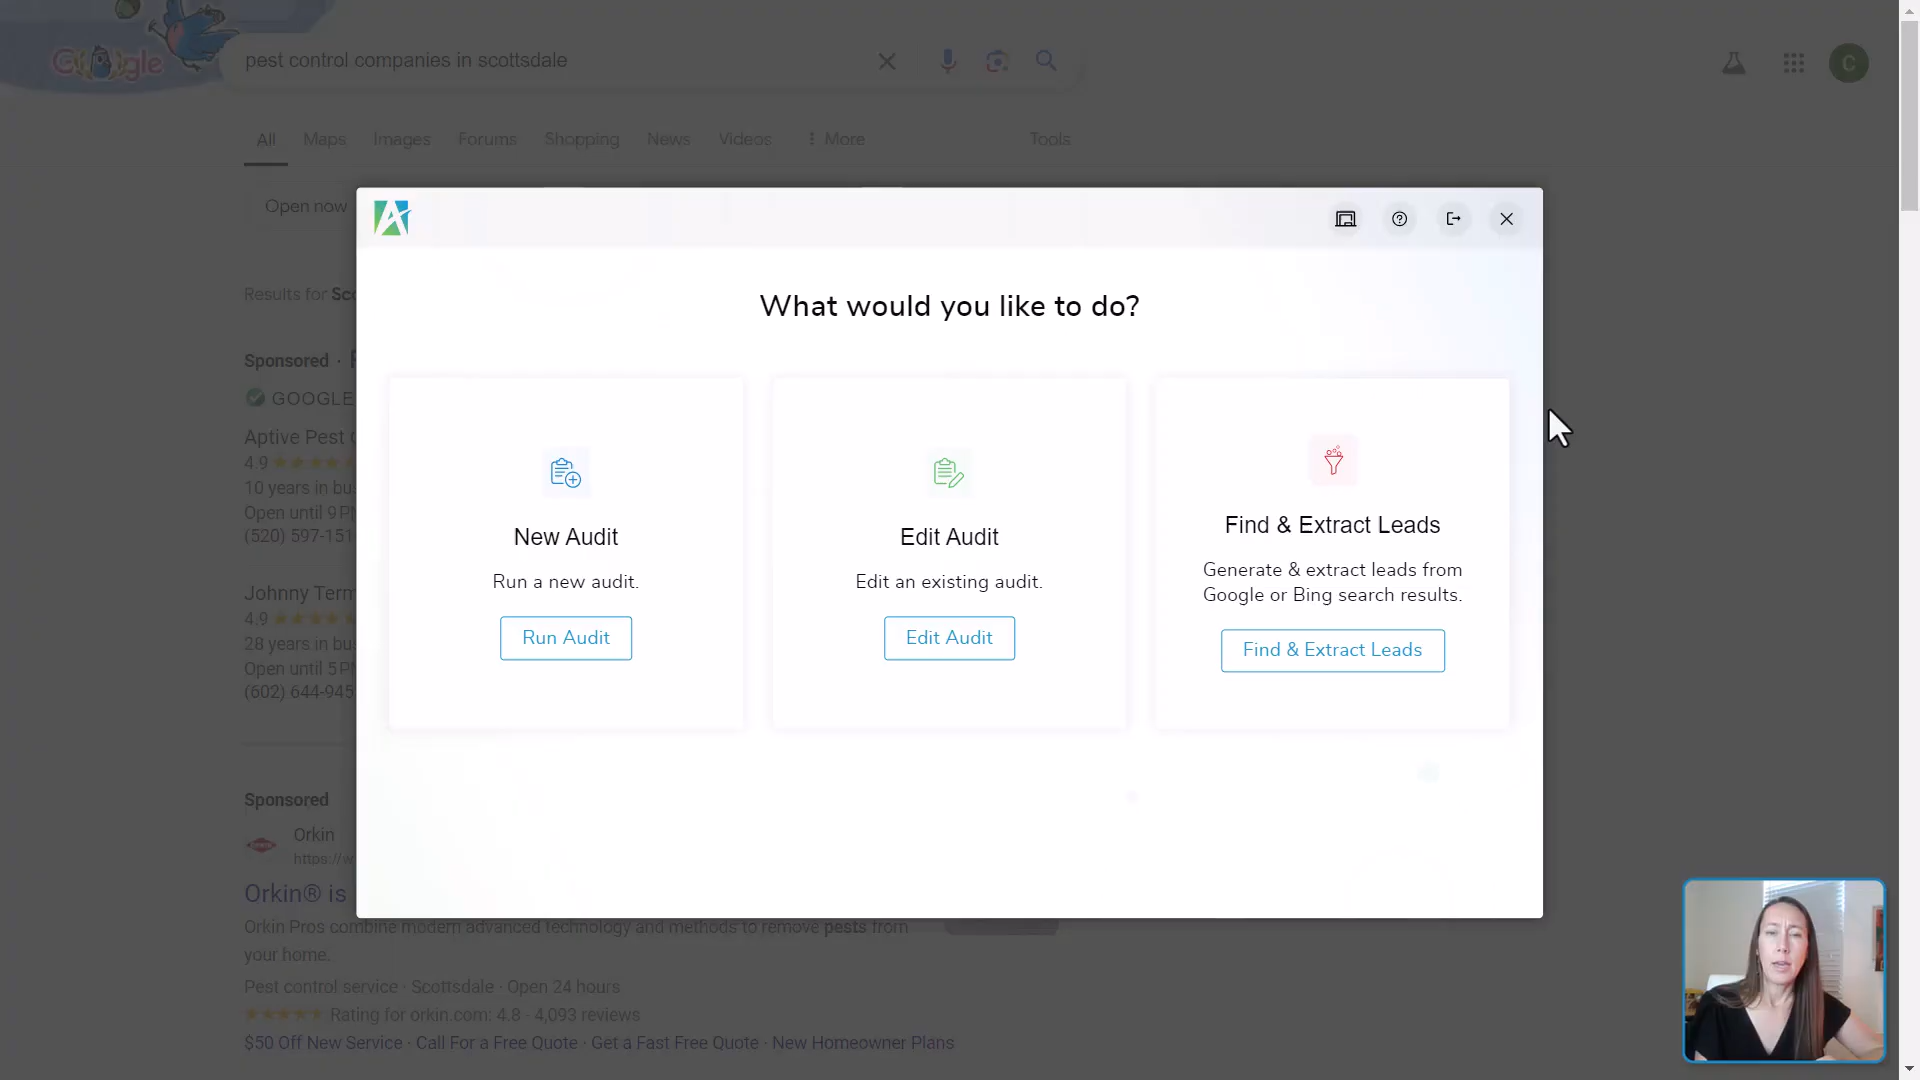 Google
pest control companies in scottsdale
C
All Maps Images Forums Shopping News Videos More Tools
Open now
Results for
What would you like to do?
New Audit
Run a new audit.
Run Audit
Edit Audit
Edit an existing audit.
Edit Audit
Find & Extract Leads
Generate & extract leads from
Google or Bing search results.
Find & Extract Leads
Sponsored ·
GOOGLE
Aptive Pest
4.9
10 years in
Open until 9
(520) 597-151
Johnny
4.9
28 years in
Open until 5
(602) 644-945
Sponsored
Orkin
https://w
Orkin® is
Orkin Pros combine modern advanced technology and methods to remove pests from
your home.
Pest control service · Scottsdale · Open 24 hours
Rating for orkin.com: 4.8 - 4,093 reviews
$50 Off New Service · Call For a Free Quote · Get a Fast Free Quote · New Homeowner Plans